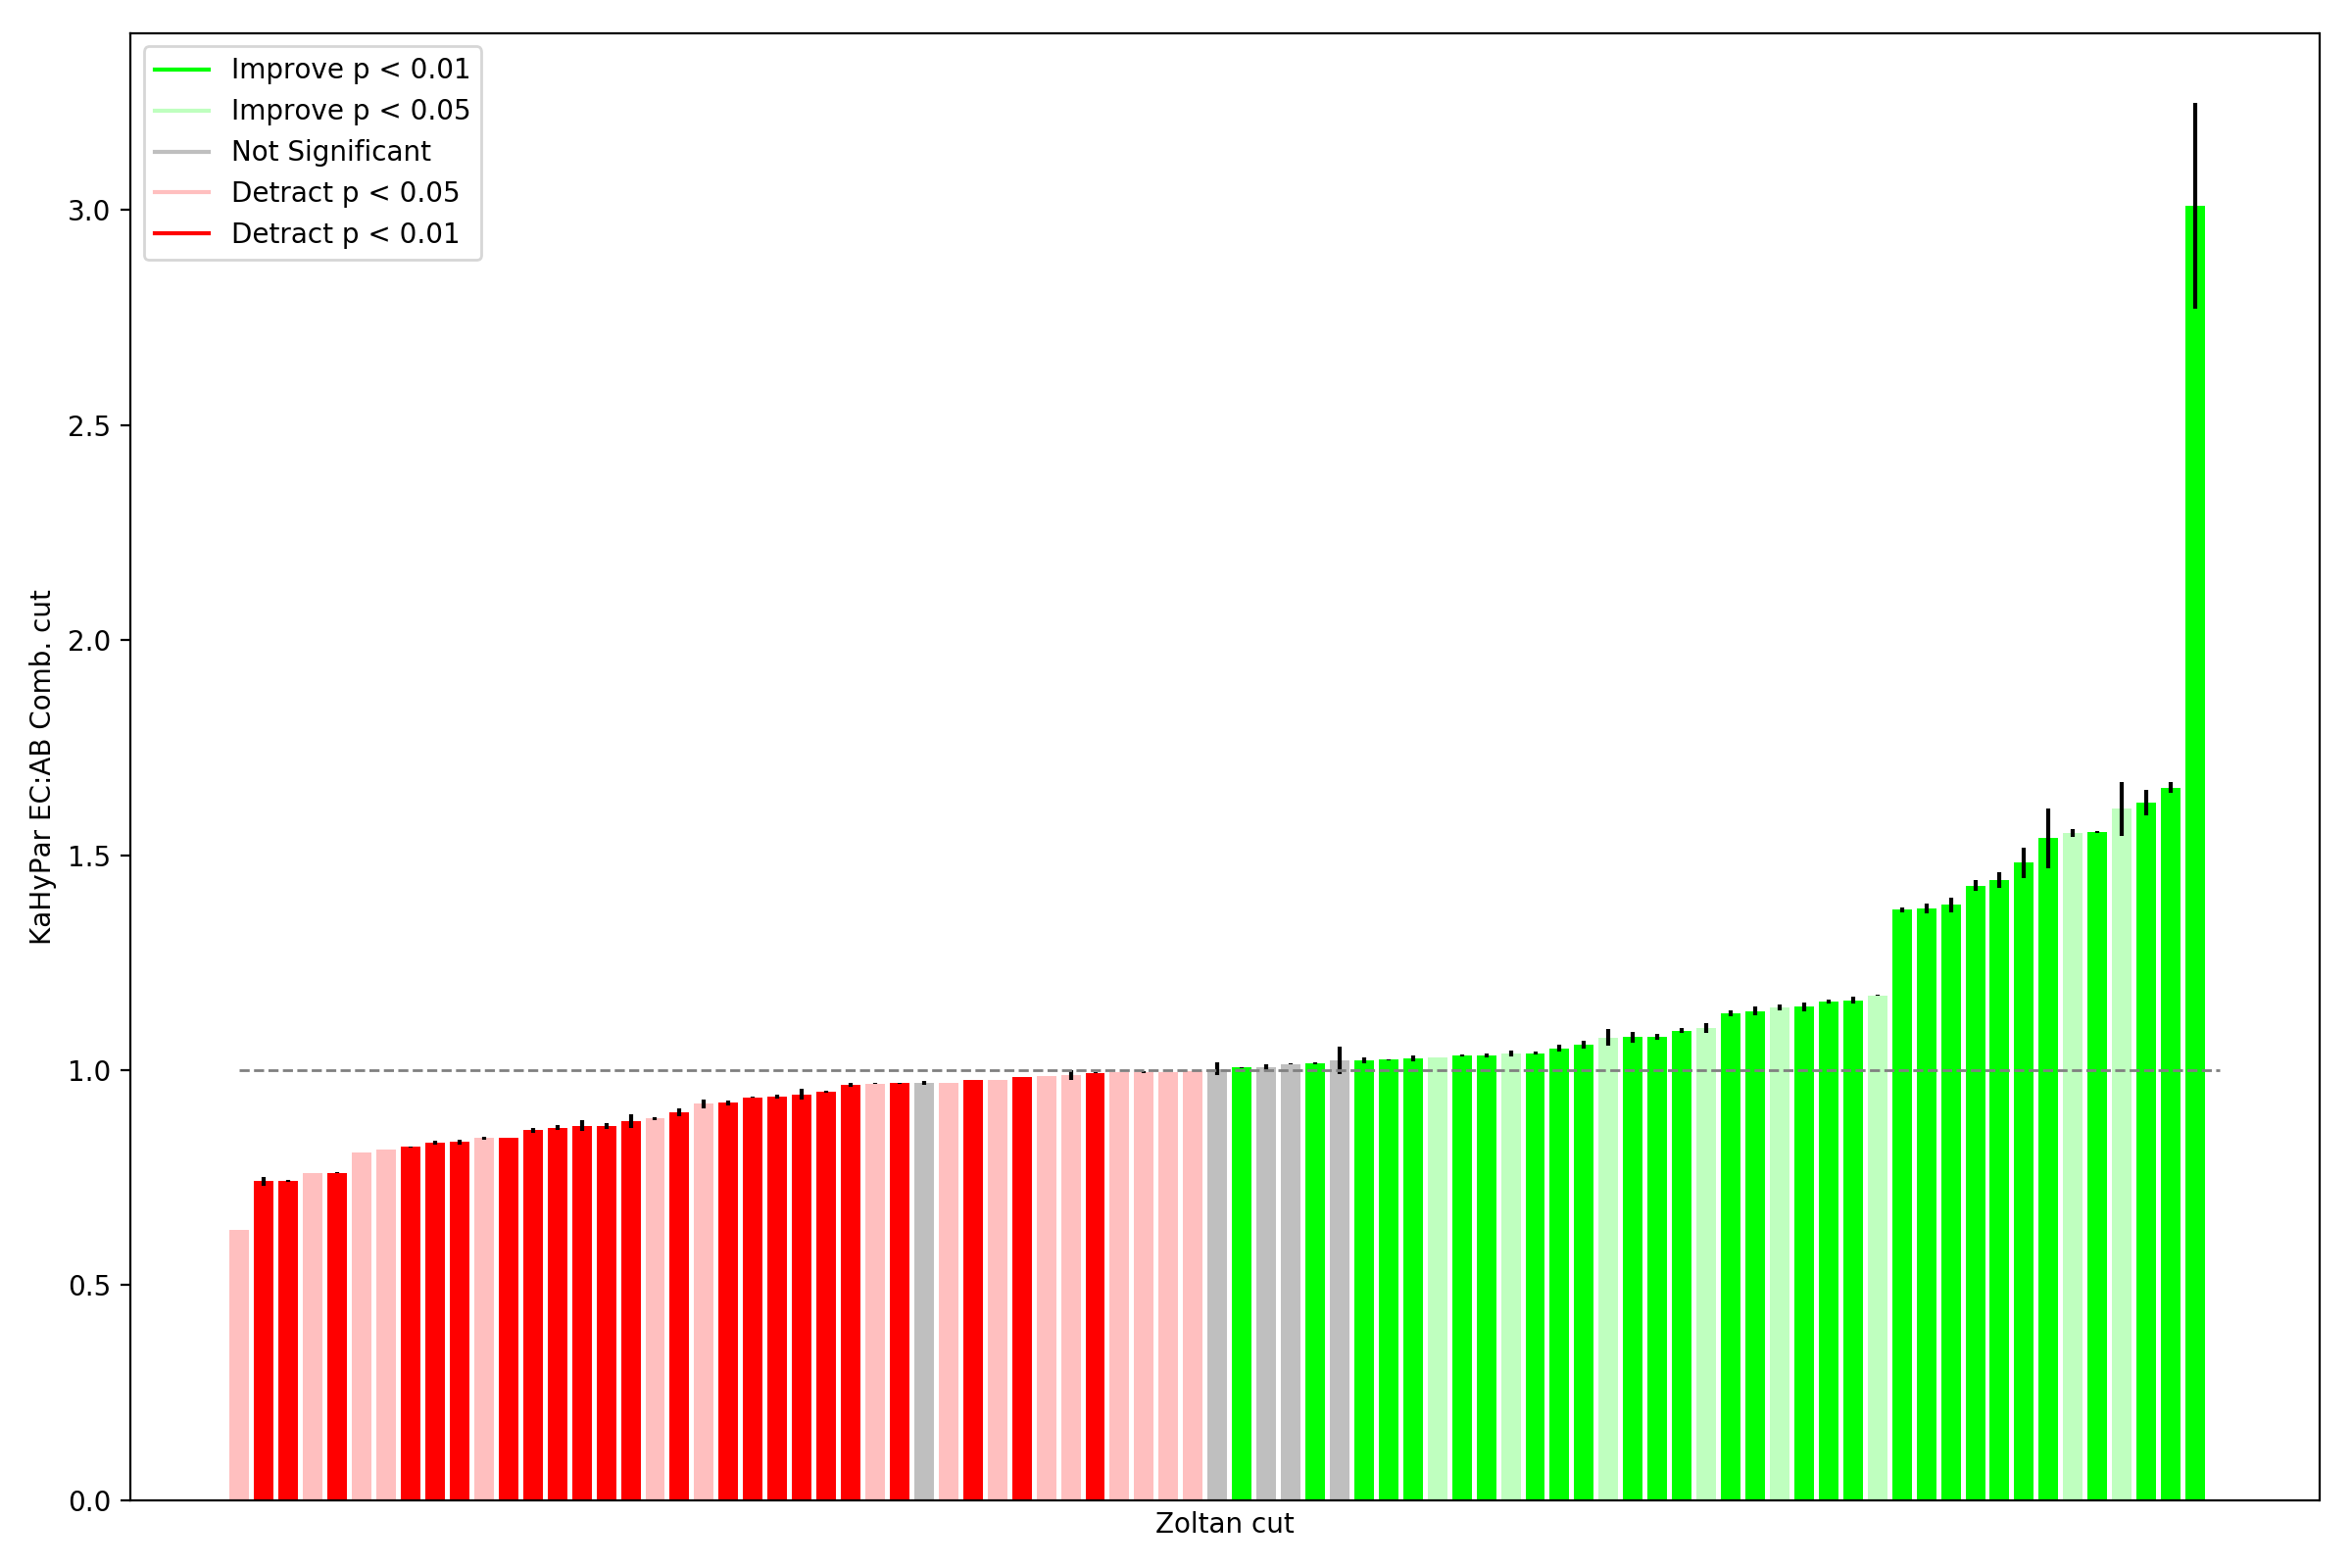 Improve p < 0.01
Improve p < 0.05
Not Significant
Detract p < 0.05
Detract p < 0.01
3.0
2.5
2.0
1.5
1.0
0.5
0.0
KaHyPar EC:AB Comb. cut
Zoltan cut